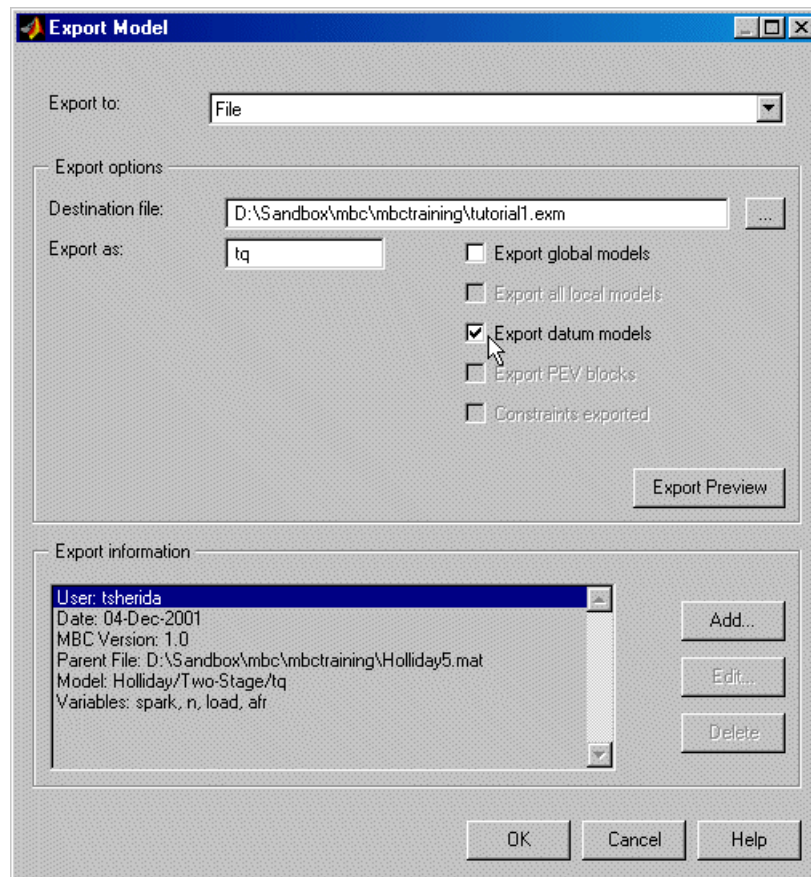 Export Model
Export to:
File
Export options
Destination file:
D:\Sandbox\mbc\mbctraining\tutorial1.exm
...
Export as:
tq
Export global models
Export all local models
Export datum models
Export PEV blocks
Constraints exported
Export Preview
Export information
User: tsherida
Date: 04-Dec-2001
MBC Version: 1.0
Parent File: D:\Sandbox\mbc\mbctraining\Holliday5.mat
Model: Holliday/Two-Stage/tq
Variables: spark, n, load, afr
Add...
Edit...
Delete
OK
Cancel
Help